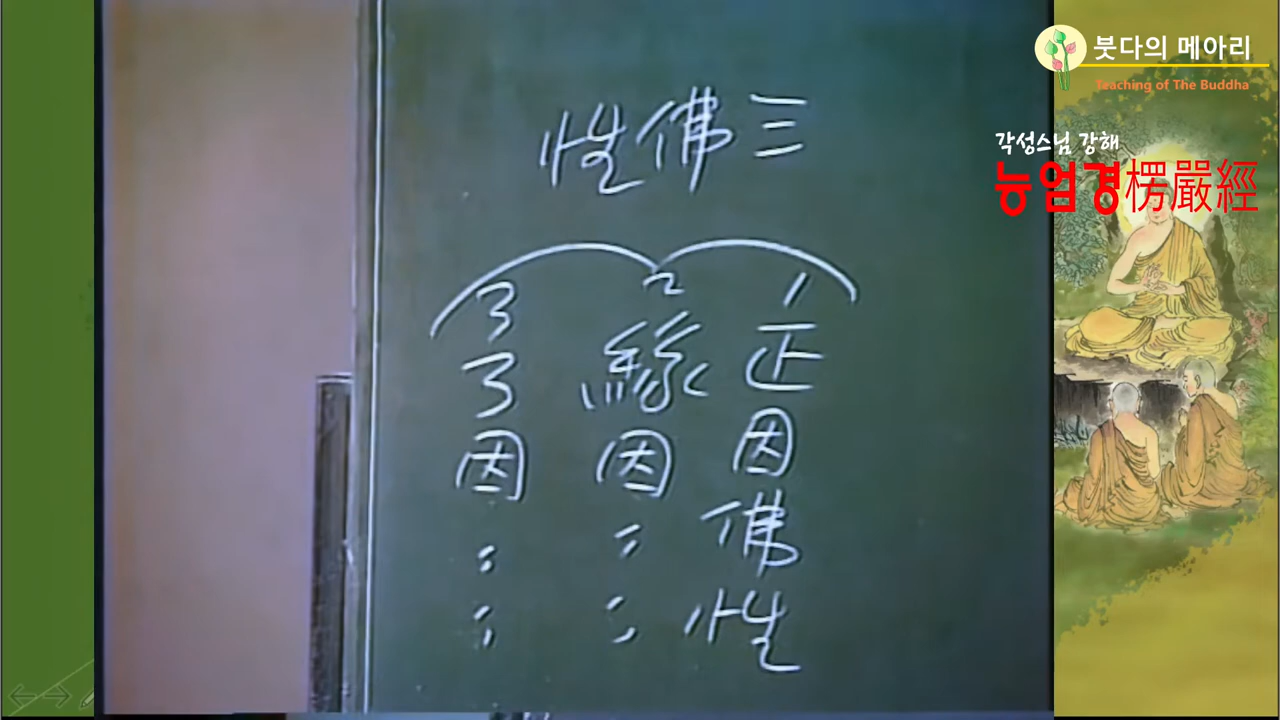 붓다의 메아리
Teaching of The Buddha
각성스님 강해
능엄경楞嚴經
三佛性
1 正因佛性
2 緣因〃〃
3 了因〃〃